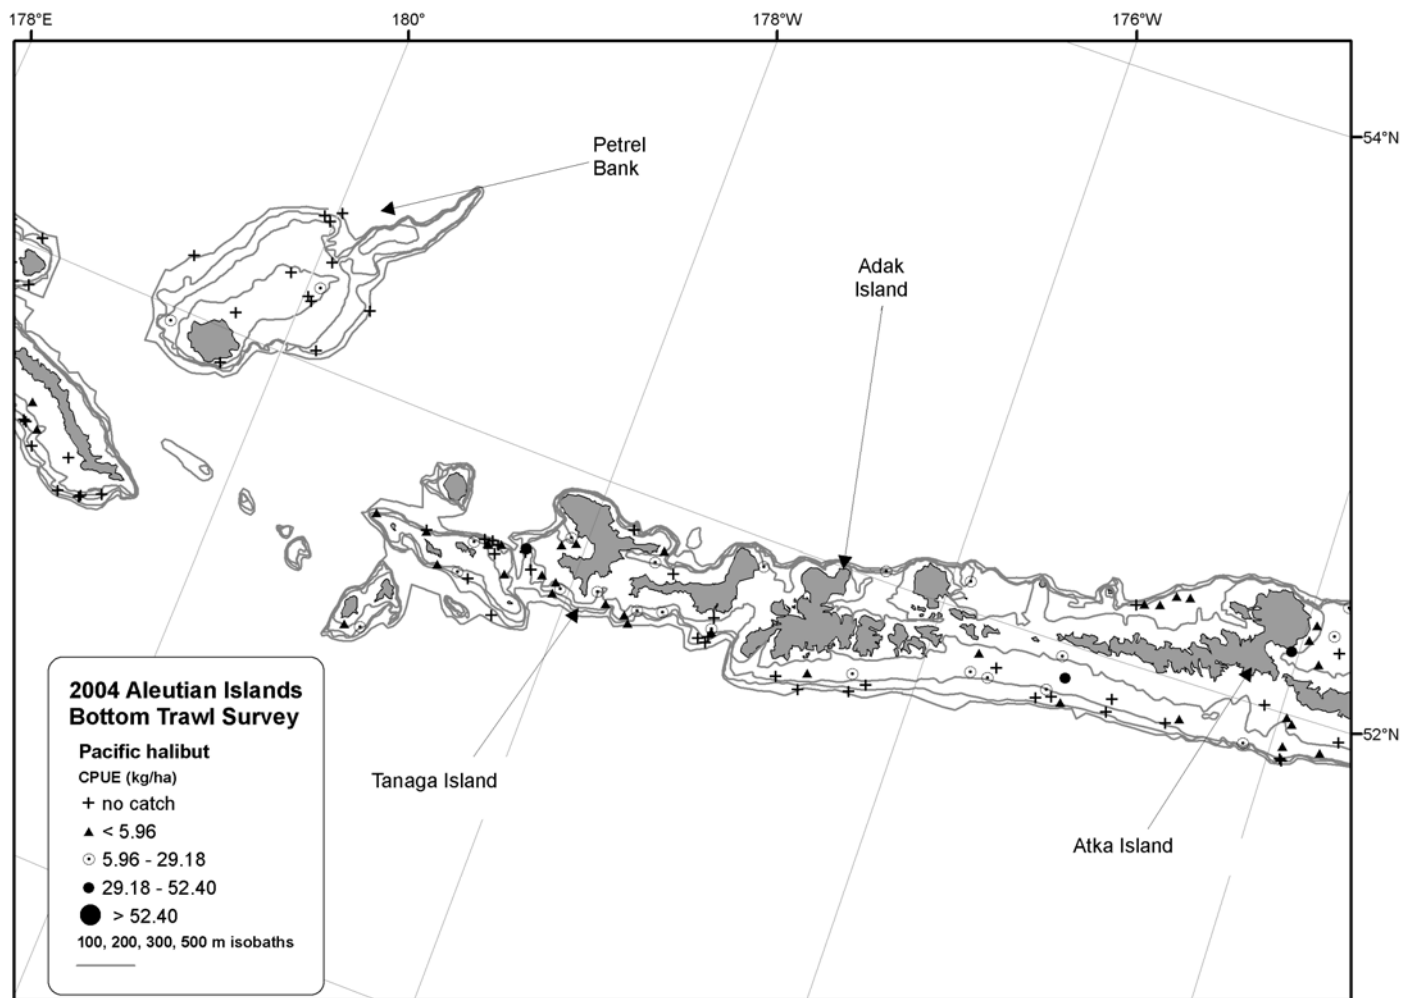 178°E
180°
178°W
176°W
54°N
Petrel
Bank
Adak
Island
2004 Aleutian Islands
Bottom Trawl Survey
Pacific halibut
CPUE (kg/ha)
no catch
< 5.96
5.96 - 29.18
29.18 - 52.40
> 52.40
100, 200, 300, 500 m isobaths
52°N
Tanaga Island
Atka Island